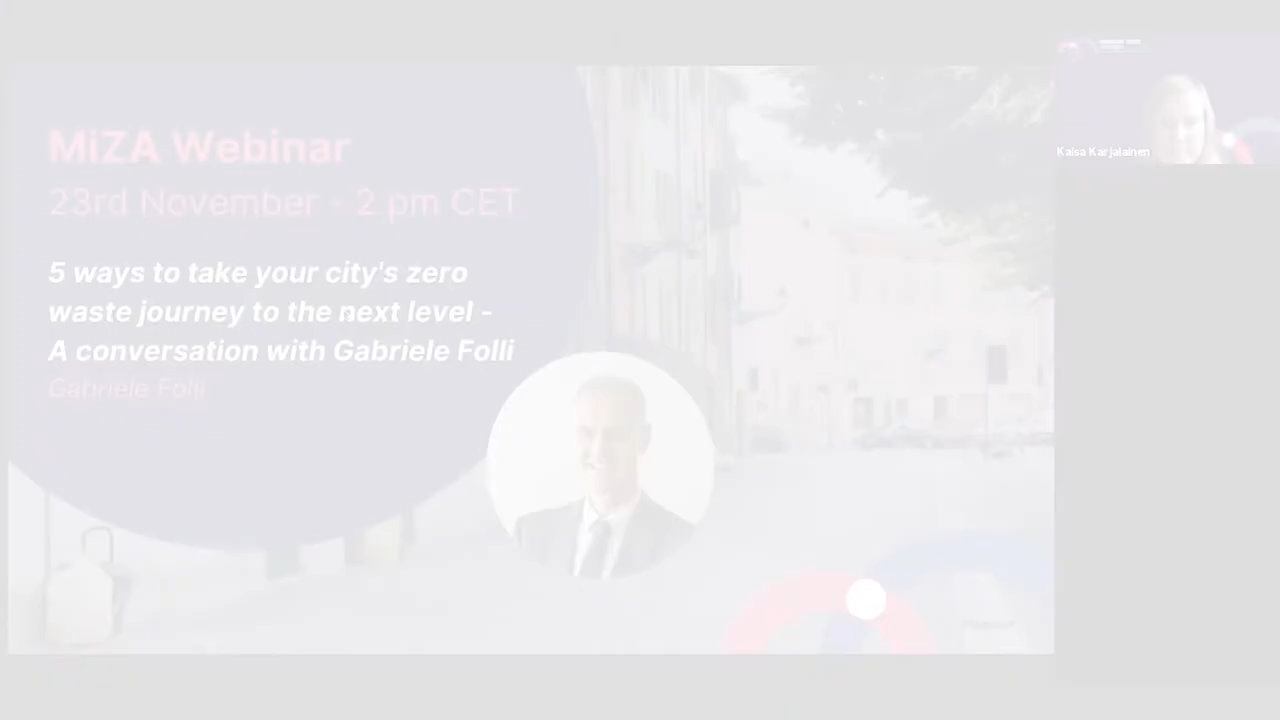 MiZA Webinar
23rd November - 2 pm CET
5 ways to take your city's zero
waste journey to the next level -
A conversation with Gabriele Folli
Gabriele Folli
Kaisa Karjalainen